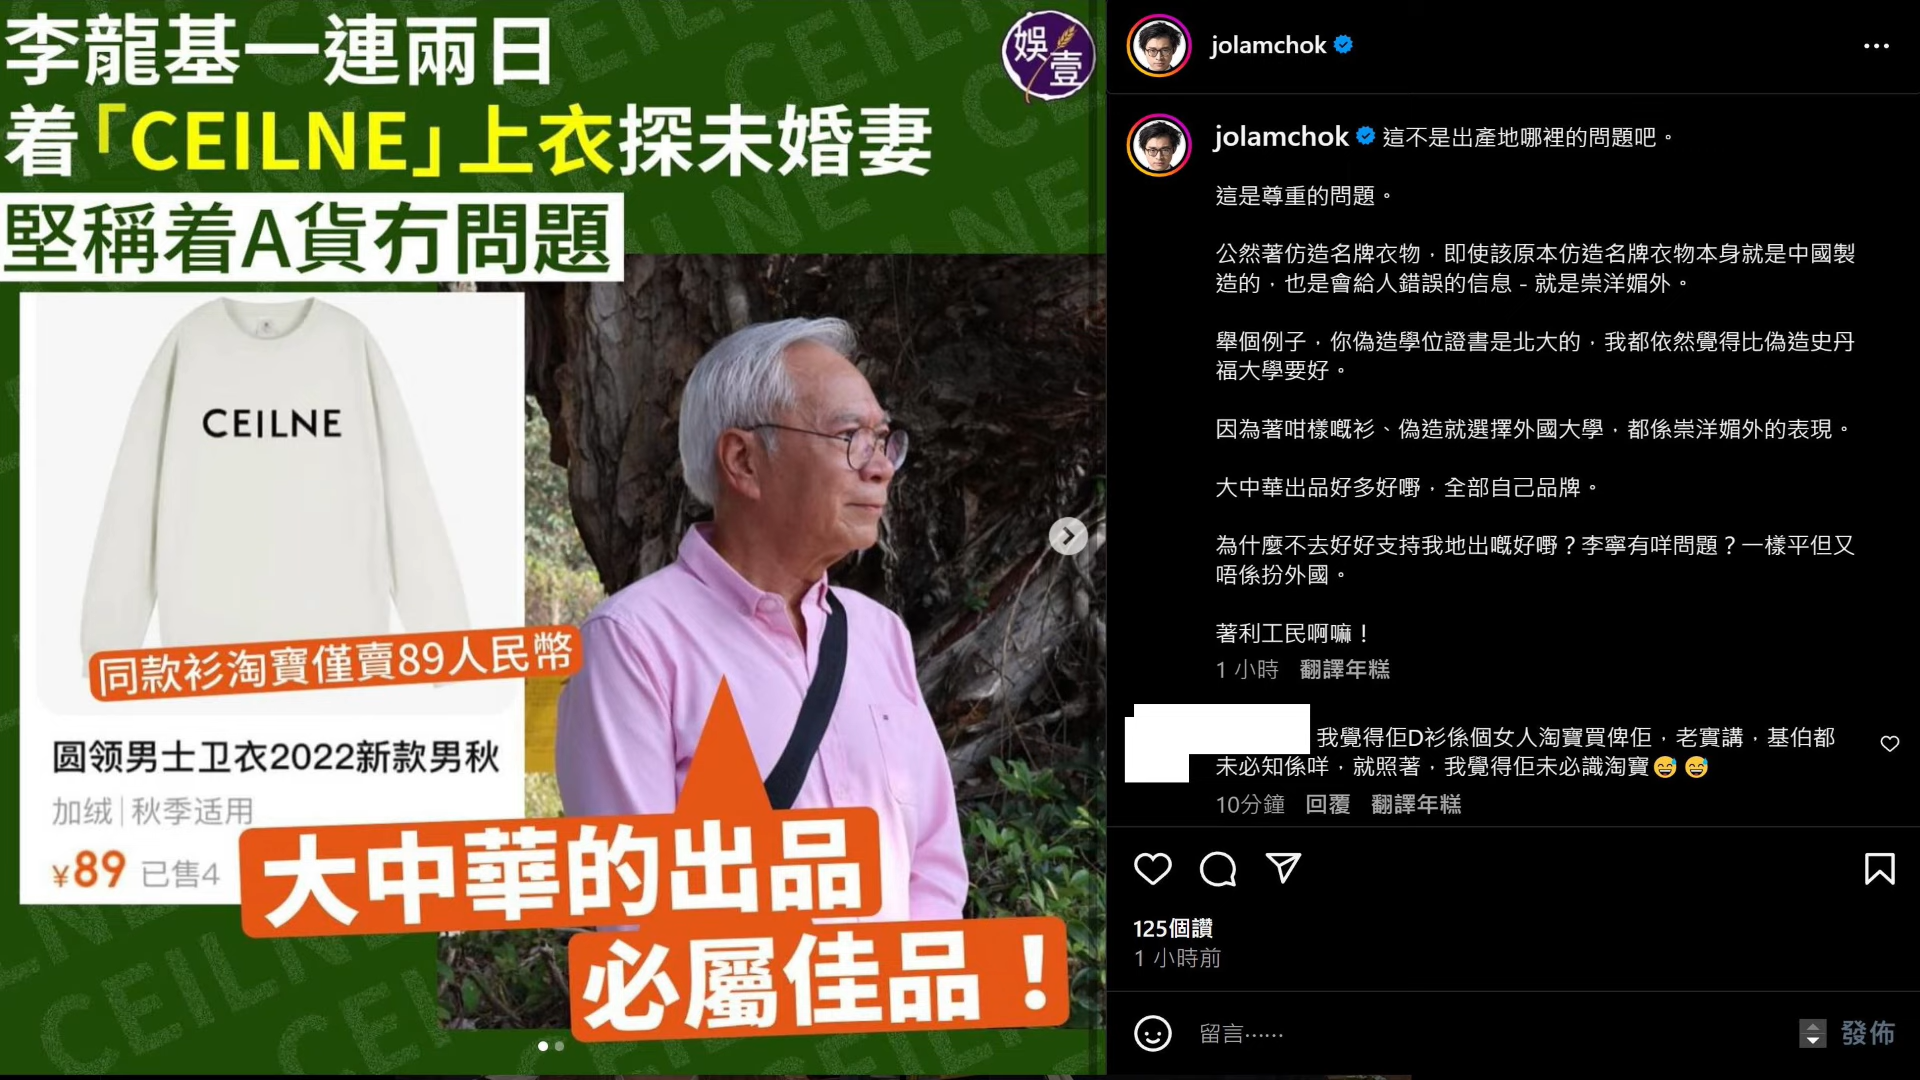 李龍基一連兩日
着「CEILNE」上衣探未婚妻
堅稱着A貨冇問題
娛壹
CEILNE
同款衫淘寶僅賣89人民幣
圆领男士卫衣2022新款男秋
加绒|秋季适用
¥89 已售4
大中華的出品
必屬佳品！
jolamchok
jolamchok 這不是出產地哪裡的問題吧。
這是尊重的問題。
公然著仿造名牌衣物，即使該原本仿造名牌衣物本身就是中國製
造的，也是會給人錯誤的信息 - 就是崇洋媚外。
舉個例子，你偽造學位證書是北大的，我都依然覺得比偽造史丹
福大學要好。
因為著咁樣嘅衫、偽造就選擇外國大學，都係崇洋媚外的表現。
大中華出品好多好嘢，全部自己品牌。
為什麼不去好好支持我地出嘅好嘢？李寧有咩問題？一樣平但又
唔係扮外國。
著利工民啊嘛！
1 小時 翻譯年糕
我覺得佢D衫係個女人淘寶買俾佢，老實講，基伯都
未必知係咩，就照著，我覺得佢未必識淘寶😅 😅
10分鐘 回覆 翻譯年糕
125個讚
1 小時前
留言……
發佈